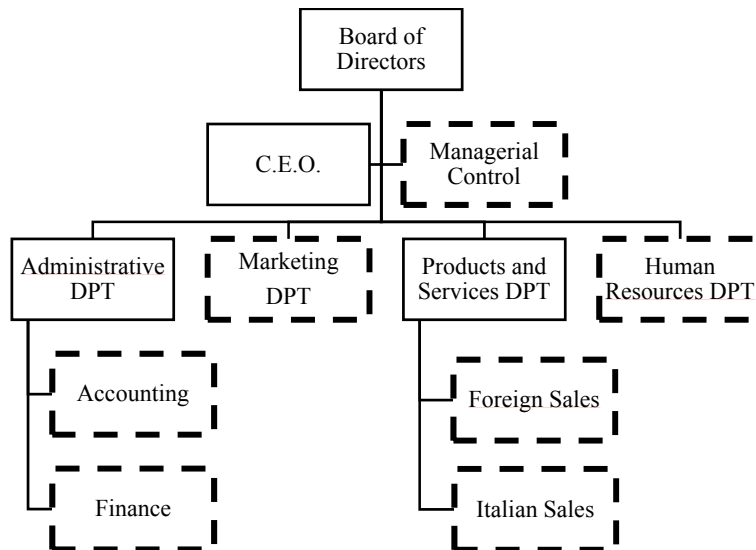 Board of
Directors
C.E.O.
Managerial
Control
Administrative
DPT
Marketing
DPT
Products and
Services DPT
Human
Resources DPT
Accounting
Foreign Sales
Finance
Italian Sales